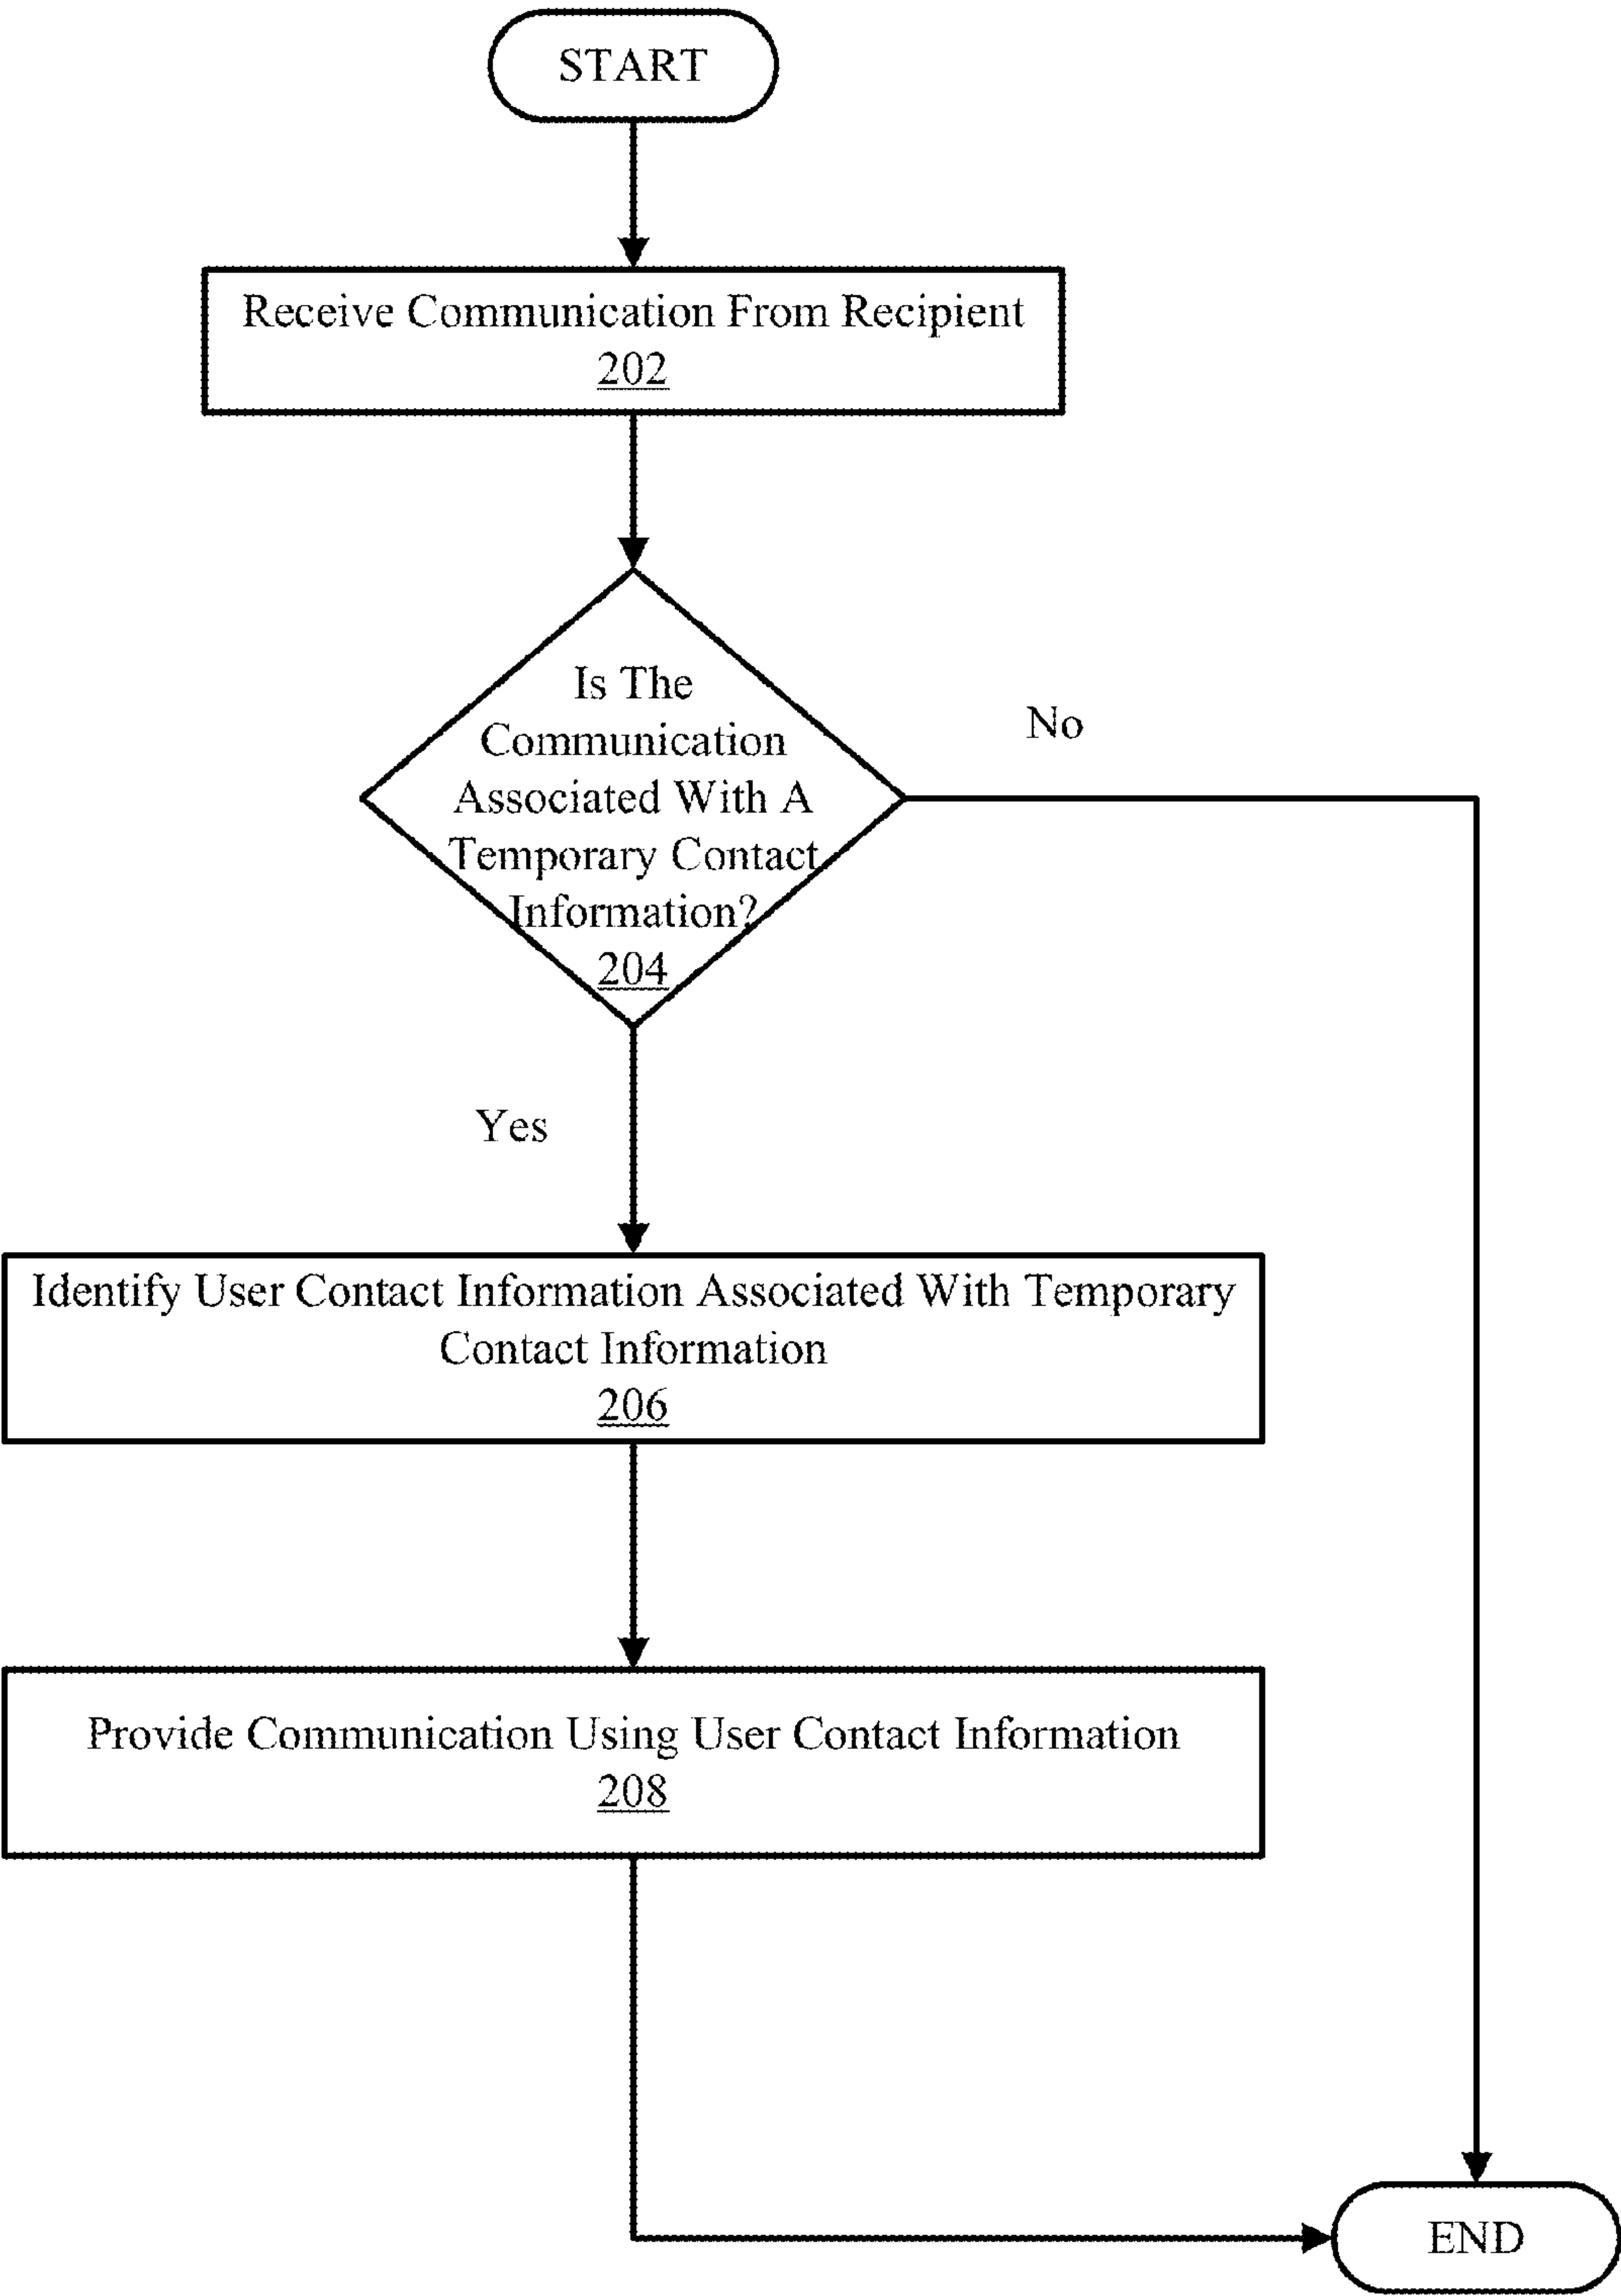 START
Receive Communication From Recipient
202
Is The
Communication
Associated With A
Temporary Contact
Information?
204
No
Yes
Identify User Contact Information Associated With Temporary
Contact Information
206
Provide Communication Using User Contact Information
208
END